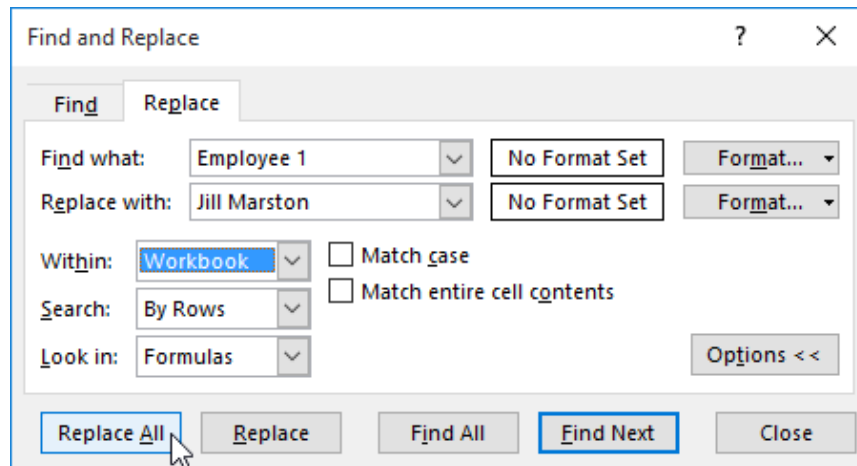 Find and Replace ?
Find Replace
Find what: Employee 1 No Format Set Format...
Replace with: Jill Marston No Format Set Format...
Within: Workbook Match case
Search: By Rows Match entire cell contents
Look in: Formulas Options <<
Replace All Replace Find All Find Next Close